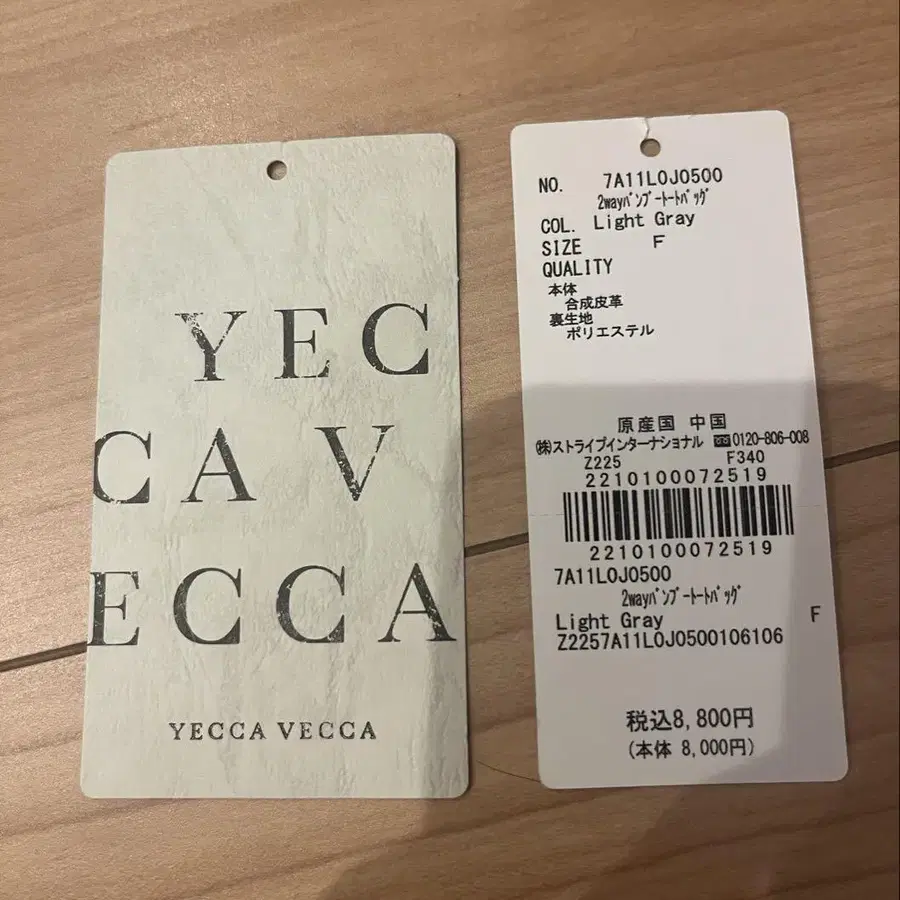 YEC
CA V
ECCA
YECCA VECCA
NO. 7A11L0J0500
2wayﾊﾞﾝﾌﾞｰﾄｰﾄﾊﾞｯｸﾞ
COL. Light Gray
SIZE F
QUALITY
本体
合成皮革
裏生地
ポリエステル
原産国 中国
㈱ストライプインターナショナル ☎0120-806-008
Z225 F340
2210100072519
2210100072519
7A11L0J0500
2wayﾊﾞﾝﾌﾞｰﾄｰﾄﾊﾞｯｸﾞ
Light Gray F
Z2257A11L0J0500106106
税込8,800円
(本体 8,000円)